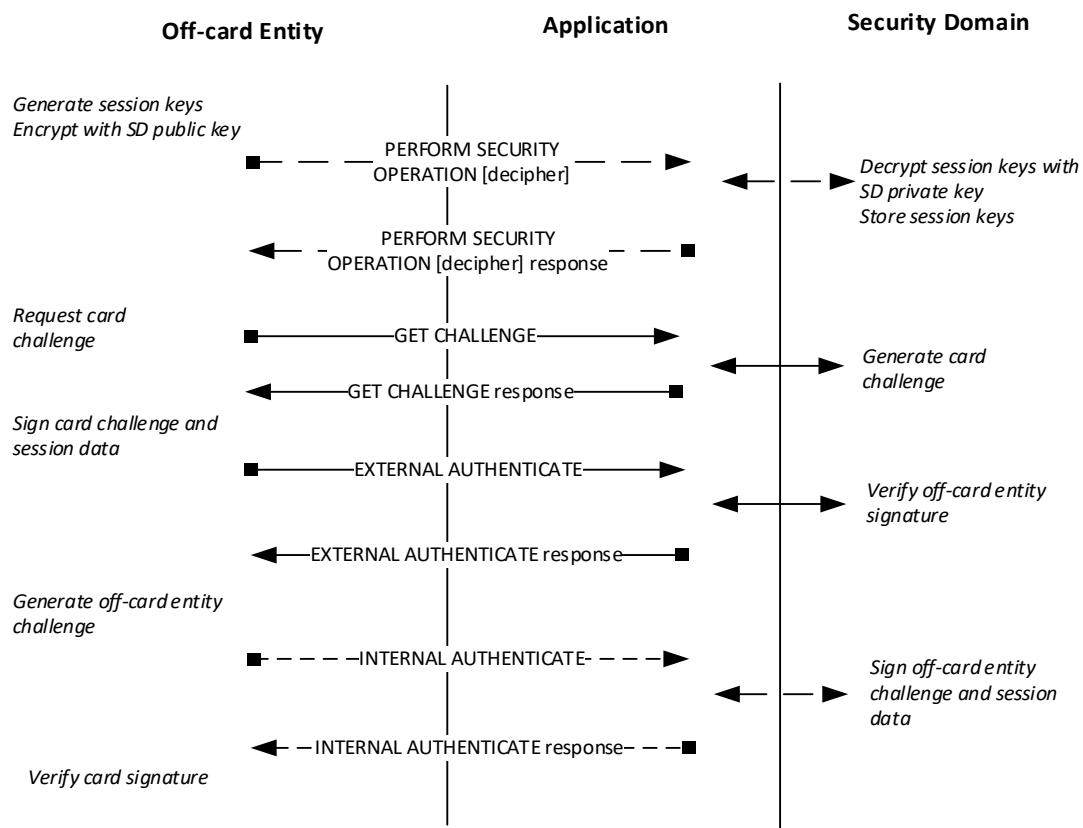 Off-card Entity
Application
Security Domain
Generate session keys
Encrypt with SD public key
PERFORM SECURITY
OPERATION [decipher]
Decrypt session keys with
SD private key
Store session keys
PERFORM SECURITY
OPERATION [decipher] response
Request card
challenge
GET CHALLENGE
Generate card
challenge
GET CHALLENGE response
Sign card challenge and
session data
EXTERNAL AUTHENTICATE
Verify off-card entity
signature
EXTERNAL AUTHENTICATE response
Generate off-card entity
challenge
INTERNAL AUTHENTICATE
Sign off-card entity
challenge and session
data
INTERNAL AUTHENTICATE response
Verify card signature